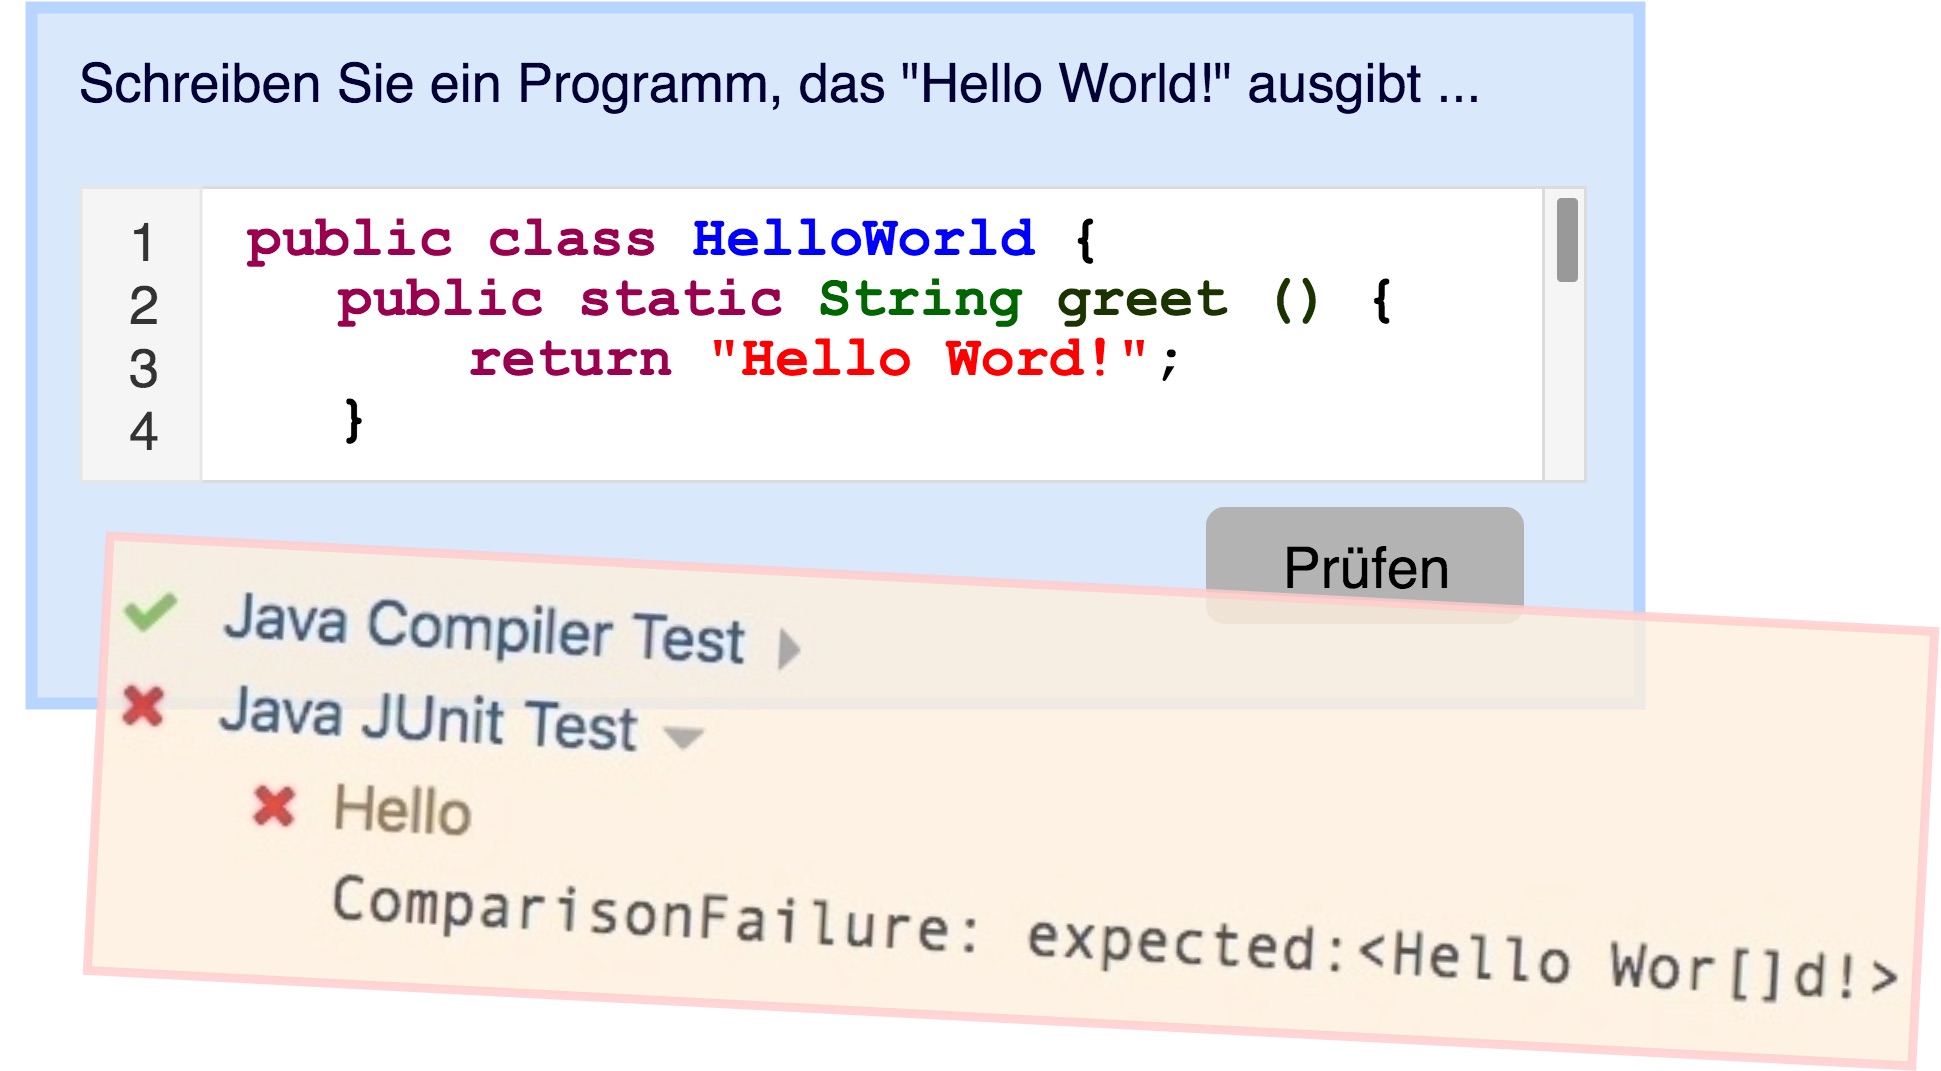 Schreiben Sie ein Programm, das "Hello World!" ausgibt ...
1 public class HelloWorld {
2 public static String greet () {
3 return "Hello Word!";
4 }
Prüfen
Java Compiler Test
Java JUnit Test
Hello
ComparisonFailure: expected:<Hello Wor[]d!>